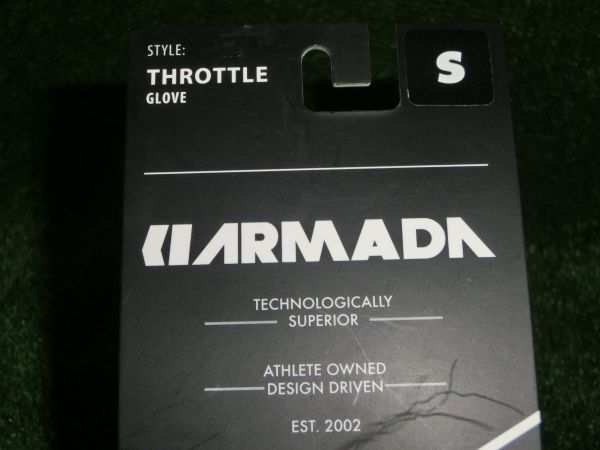 STYLE:
THROTTLE
GLOVE
S
ARMADA
TECHNOLOGICALLY
SUPERIOR
ATHLETE OWNED
DESIGN DRIVEN
EST. 2002